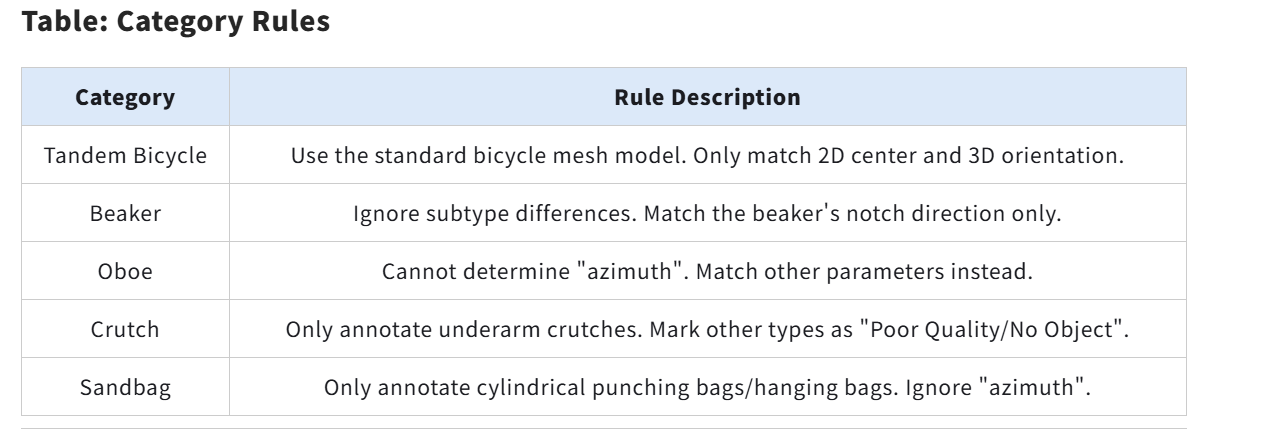 Table: Category Rules
Category Rule Description
Tandem Bicycle Use the standard bicycle mesh model. Only match 2D center and 3D orientation.
Beaker Ignore subtype differences. Match the beaker's notch direction only.
Oboe Cannot determine "azimuth". Match other parameters instead.
Crutch Only annotate underarm crutches. Mark other types as "Poor Quality/No Object".
Sandbag Only annotate cylindrical punching bags/hanging bags. Ignore "azimuth".